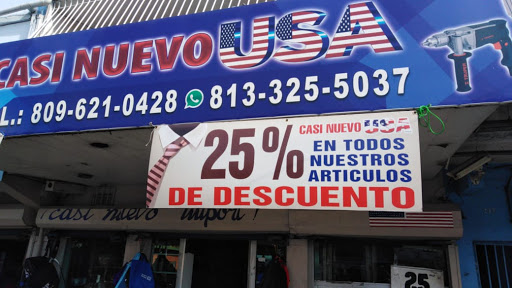 CASI NUEVO USA
L.: 809-621-0428 813-325-5037
CASI NUEVO USA
25% EN TODOS
NUESTROS
ARTICULOS
DE DESCUENTO
¡casi nuevo import!
25